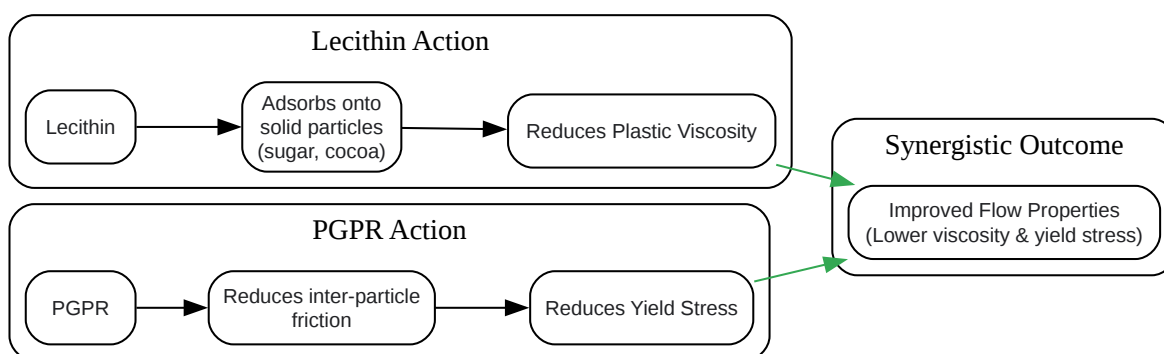 Lecithin Action
Lecithin
Adsorbs onto
solid particles
(sugar, cocoa)
Reduces Plastic Viscosity
PGPR Action
PGPR
Reduces inter-particle
friction
Reduces Yield Stress
Synergistic Outcome
Improved Flow Properties
(Lower viscosity & yield stress)